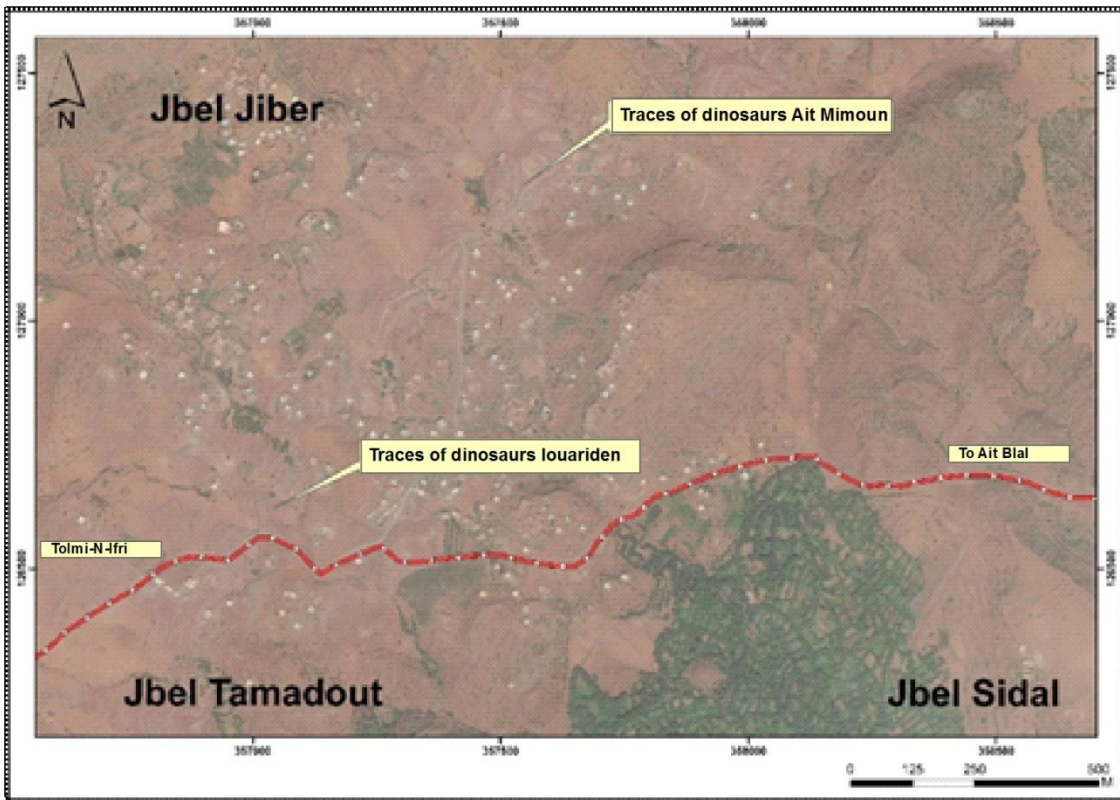 Jbel Jiber
N
Traces of dinosaurs Ait Mimoun
Traces of dinosaurs Iouariden
To Ait Blal
Tolmi-N-Ifri
Jbel Tamadout
Jbel Sidal
0 125 250 500
M